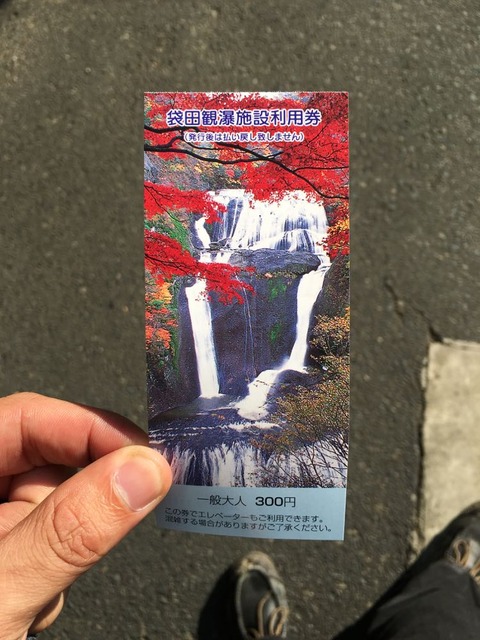 袋田観瀑施設利用券
(発行後は払い戻し致しません)
一般大人 300円
この券でエレベーターもご利用できます。
混雑する場合がありますがご了承ください。